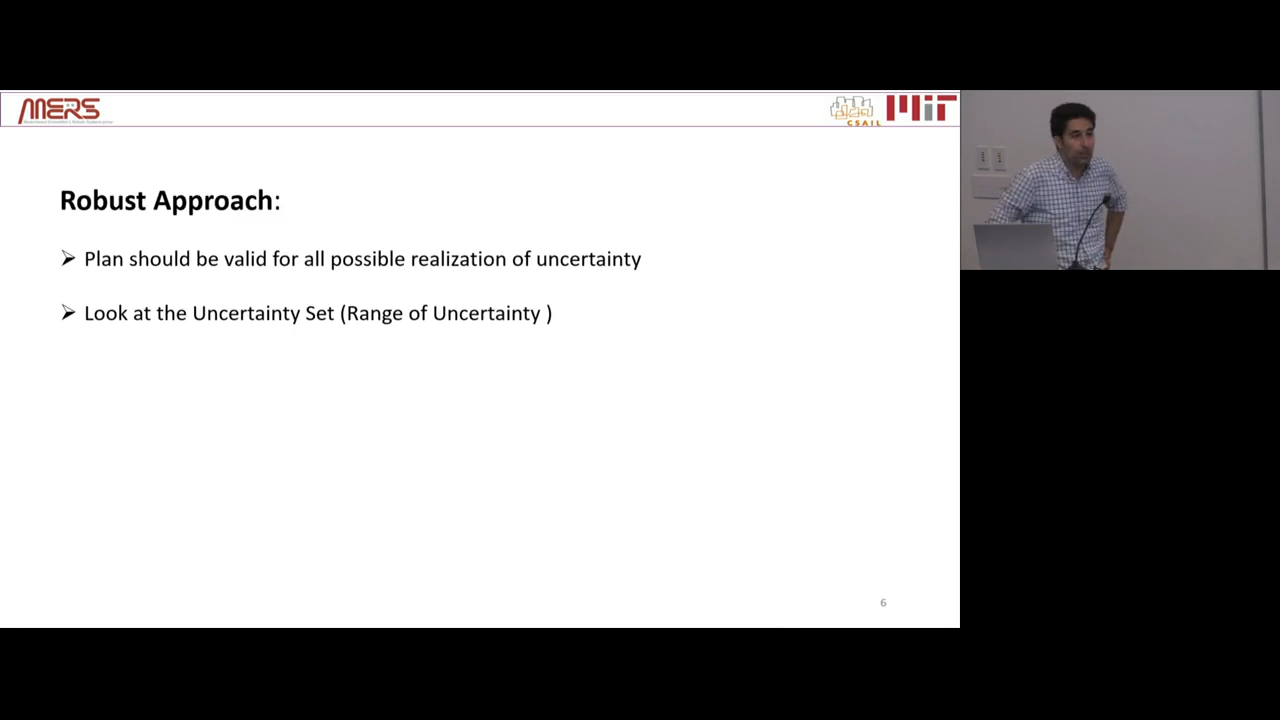 MERS
CSAIL
MIT
Robust Approach:
➢ Plan should be valid for all possible realization of uncertainty
➢ Look at the Uncertainty Set (Range of Uncertainty )
6